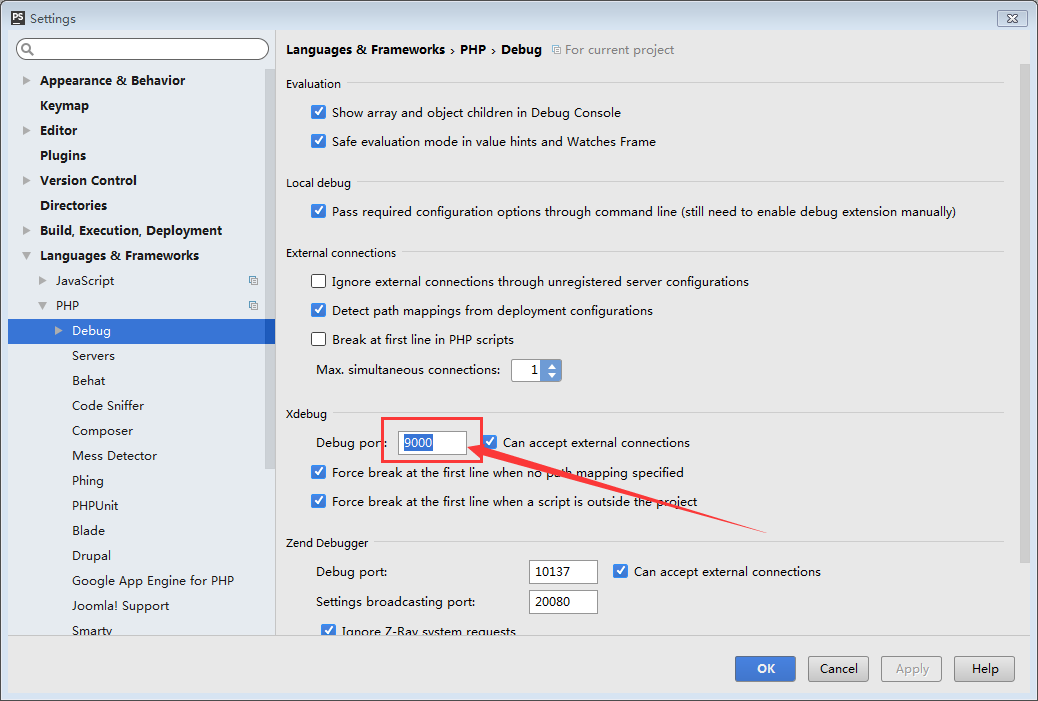 PS Settings
Appearance & Behavior
Keymap
Editor
Plugins
Version Control
Directories
Build, Execution, Deployment
Languages & Frameworks
JavaScript
PHP
Debug
Servers
Behat
Code Sniffer
Composer
Mess Detector
Phing
PHPUnit
Blade
Drupal
Google App Engine for PHP
Joomla! Support
Smarty
Languages & Frameworks › PHP › Debug For current project
Evaluation
Show array and object children in Debug Console
Safe evaluation mode in value hints and Watches Frame
Local debug
Pass required configuration options through command line (still need to enable debug extension manually)
External connections
Ignore external connections through unregistered server configurations
Detect path mappings from deployment configurations
Break at first line in PHP scripts
Max. simultaneous connections: 1
Xdebug
Debug port: 9000 Can accept external connections
Force break at the first line when no path mapping specified
Force break at the first line when a script is outside the project
Zend Debugger
Debug port: 10137 Can accept external connections
Settings broadcasting port: 20080
Ignore Z-Ray system requests
OK Cancel Apply Help